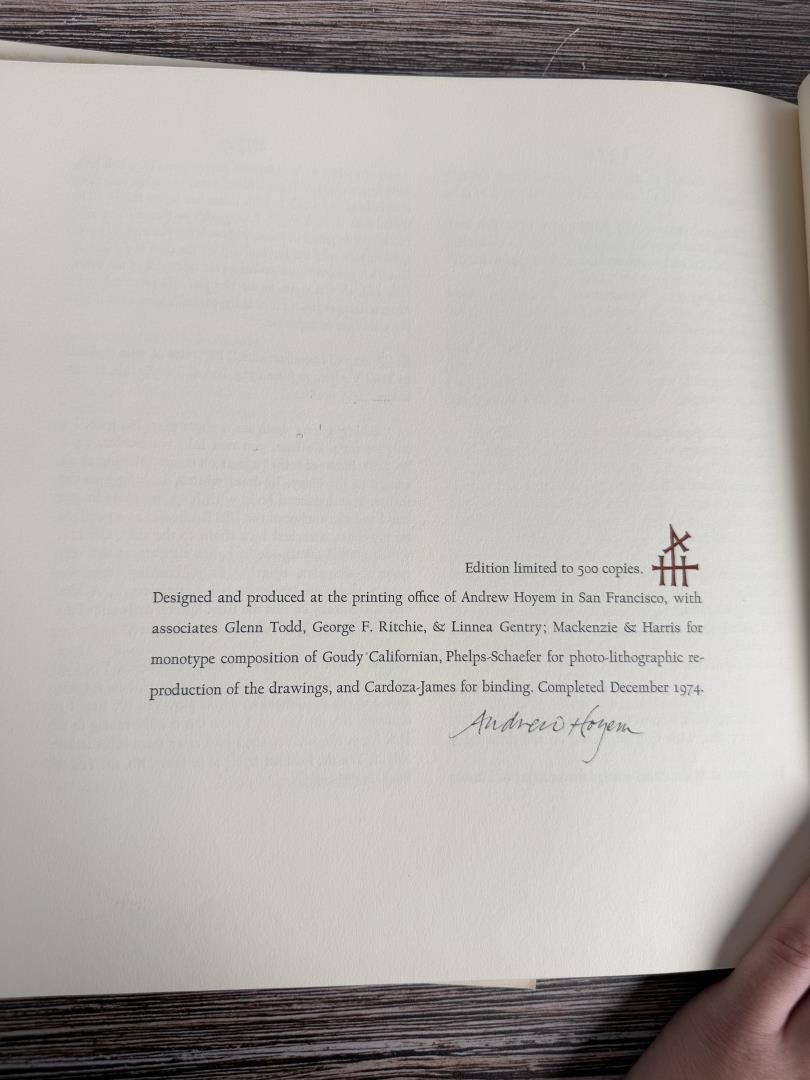 Edition limited to 500 copies.
Designed and produced at the printing office of Andrew Hoyem in San Francisco, with
associates Glenn Todd, George F. Ritchie, & Linnea Gentry; Mackenzie & Harris for
monotype composition of Goudy Californian, Phelps-Schaefer for photo-lithographic re-
production of the drawings, and Cardoza-James for binding. Completed December 1974.
Andrew Hoyem